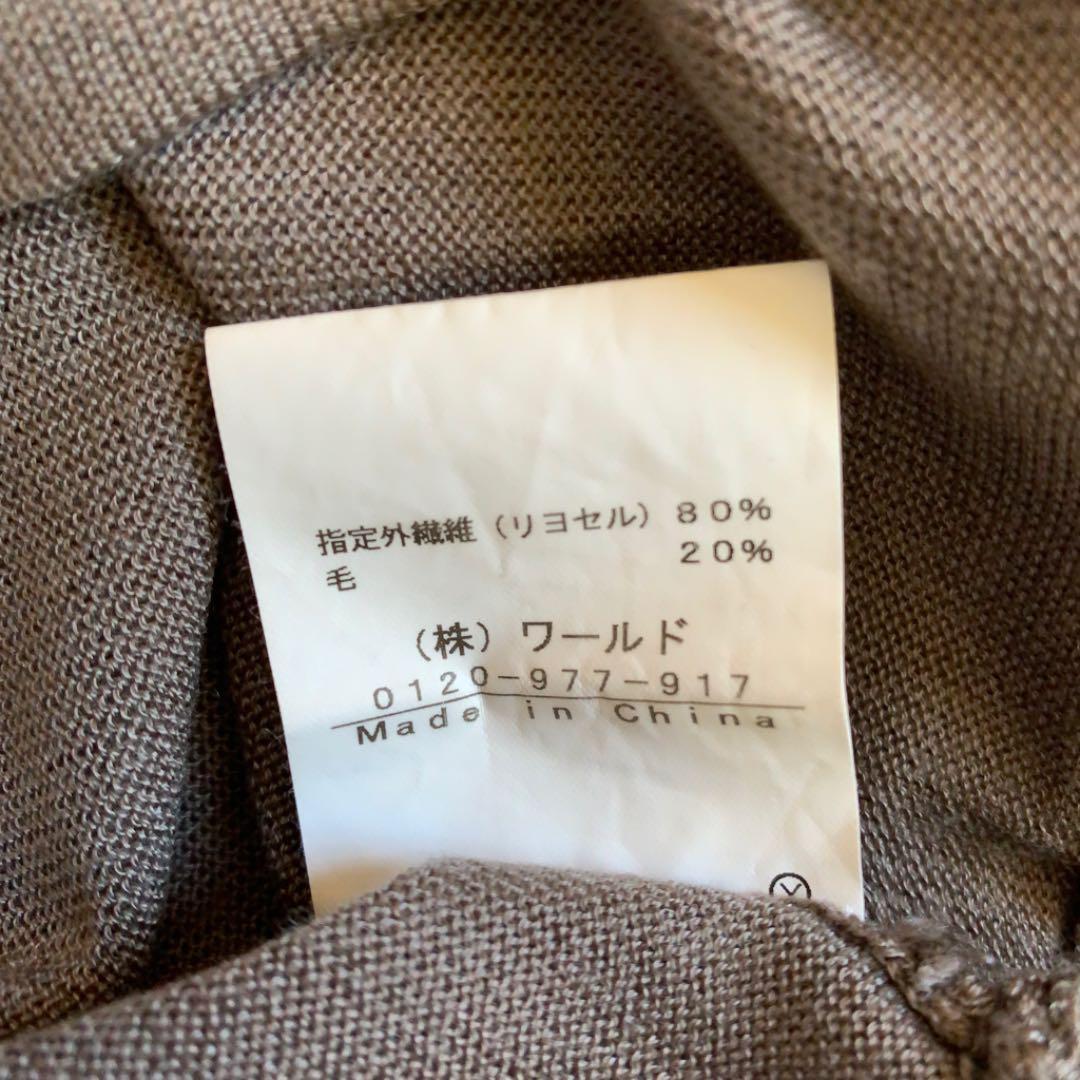 指定外繊維（リヨセル） 80%
毛 20%
（株）ワールド
0120-977-917
Made in China
Ⓨ